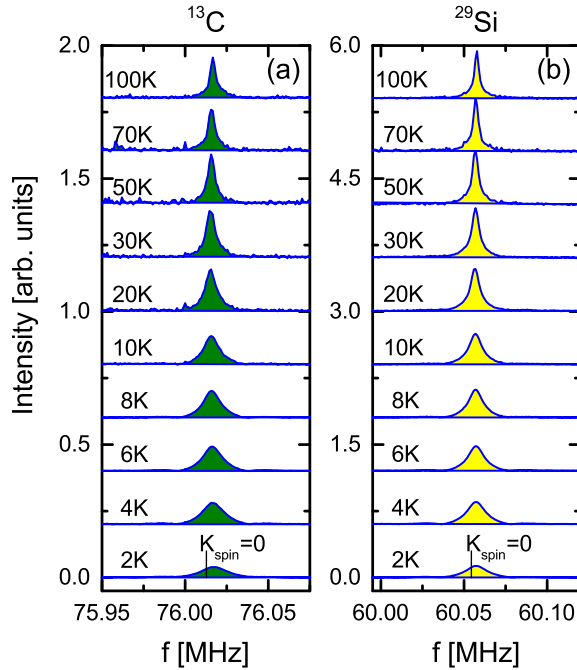 ¹³C
²⁹Si
2.0
6.0
100K
(a)
100K
(b)
70K
70K
1.5
50K
4.5
50K
30K
30K
Intensity [arb. units]
1.0
20K
3.0
20K
10K
10K
8K
8K
0.5
6K
1.5
6K
4K
4K
K_spin=0
K_spin=0
0.0
2K
0.0
2K
75.95
76.00
76.05
60.00
60.05
60.10
f [MHz]
f [MHz]